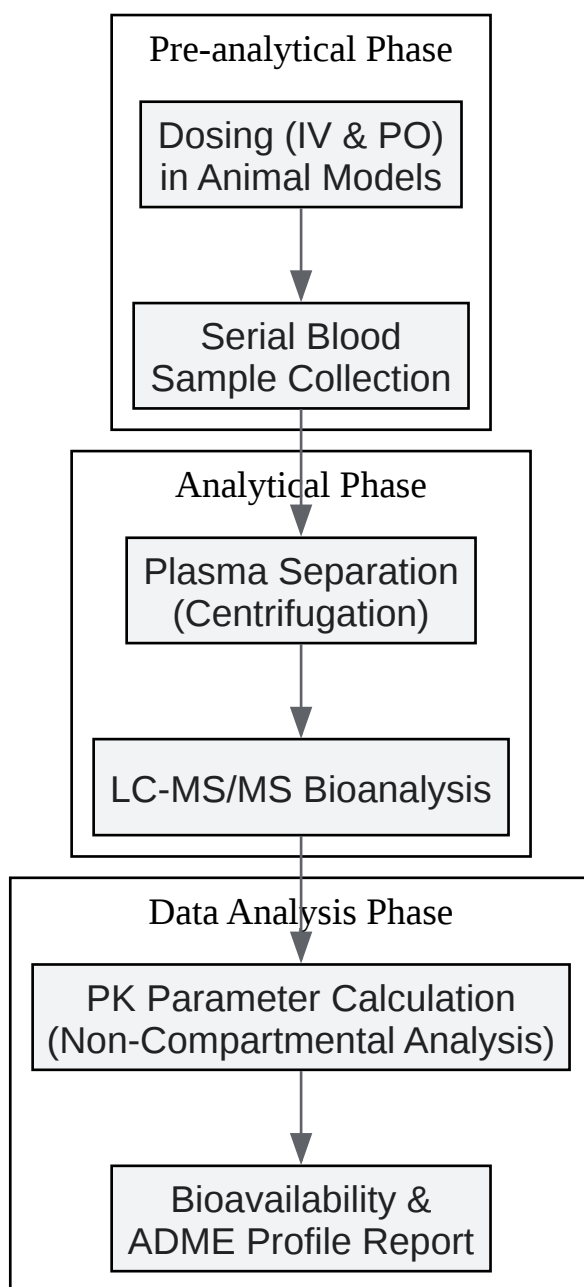 Pre-analytical Phase
Dosing (IV & PO)
in Animal Models
Serial Blood
Sample Collection
Analytical Phase
Plasma Separation
(Centrifugation)
LC-MS/MS Bioanalysis
Data Analysis Phase
PK Parameter Calculation
(Non-Compartmental Analysis)
Bioavailability &
ADME Profile Report